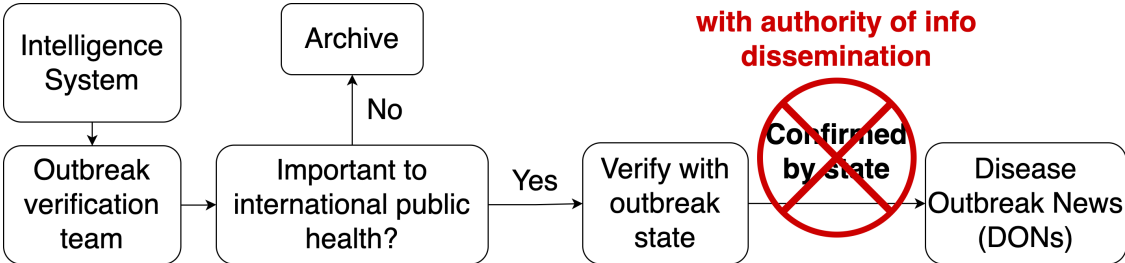 Intelligence
System
Archive
with authority of info
dissemination
No
Outbreak
verification
team
Important to
international public
health?
Yes
Verify with
outbreak
state
Confirmed
by state
Disease
Outbreak News
(DONs)